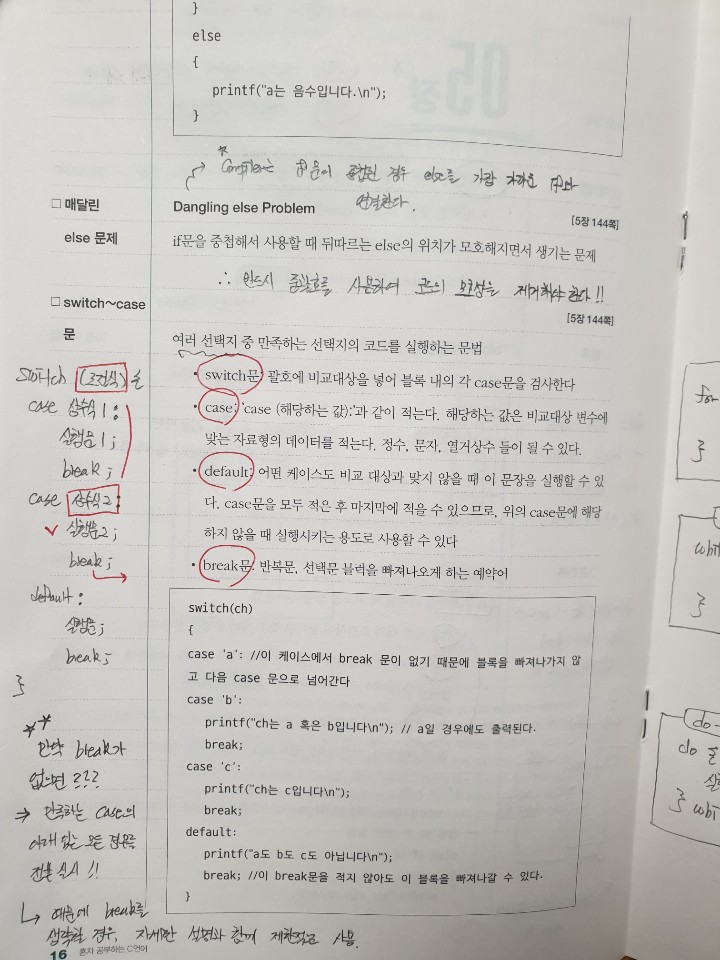 }
else
{
printf("a는 음수입니다.\n");
}
* Compiler는 if문이 중첩된 경우 else를 가장 가까운 if와
연결한다.
□ 매달린
else 문제
Dangling else Problem
[5장 144쪽]
if문을 중첩해서 사용할 때 뒤따르는 else의 위치가 모호해지면서 생기는 문제
∴ 반드시 중괄호를 사용하여 코드의 모호성을 제거해야 한다!!
□ switch~case
문
[5장 144쪽]
여러 선택지 중 만족하는 선택지의 코드를 실행하는 문법
• switch문: 괄호에 비교대상을 넣어 블록 내의 각 case문을 검사한다
• case: 'case (해당하는 값):'과 같이 적는다. 해당하는 값은 비교대상 변수에
맞는 자료형의 데이터를 적는다. 정수, 문자, 열거상수 들이 될 수 있다.
• default: 어떤 케이스도 비교 대상과 맞지 않을 때 이 문장을 실행할 수 있
다. case문을 모두 적은 후 마지막에 적을 수 있으므로, 위의 case문에 해당
하지 않을 때 실행시키는 용도로 사용할 수 있다
• break문: 반복문, 선택문 블럭을 빠져나오게 하는 예약어
switch(ch)
{
case 'a': //이 케이스에서 break 문이 없기 때문에 블록을 빠져나가지 않
고 다음 case 문으로 넘어간다
case 'b':
printf("ch는 a 혹은 b입니다\n"); // a일 경우에도 출력된다.
break;
case 'c':
printf("ch는 c입니다\n");
break;
default:
printf("a도 b도 c도 아닙니다\n");
break; //이 break문을 적지 않아도 이 블록을 빠져나갈 수 있다.
}
switch (조건식) {
case 상수식1:
실행문1;
break;
case 상수식2:
실행문2;
break;
default:
실행문;
break;
}
** 만약 break가
없으면???
⇒ 만족하는 case의
아래 있는 모든 실행문
전부 실시!!
↳ 때문에 break를
생략할 경우, 자세한 설명과 함께 제한적으로 사용.
16 혼자 공부하는 C언어
for
}
}
do-
do
}